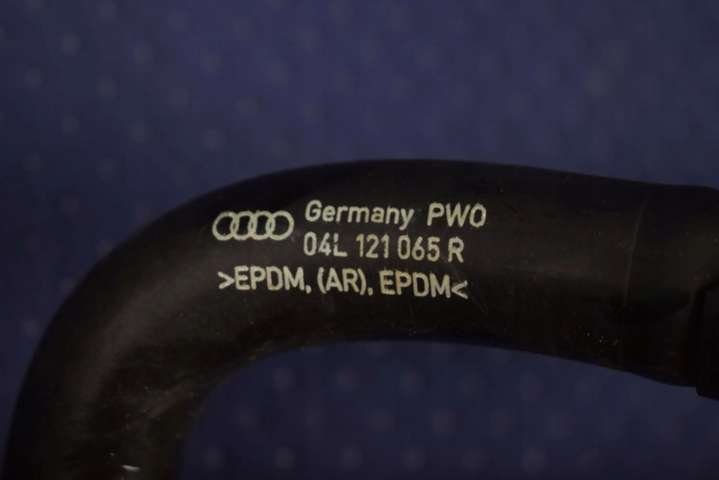 Germany PWO
04L 121 065 R
>EPDM, (AR), EPDM<